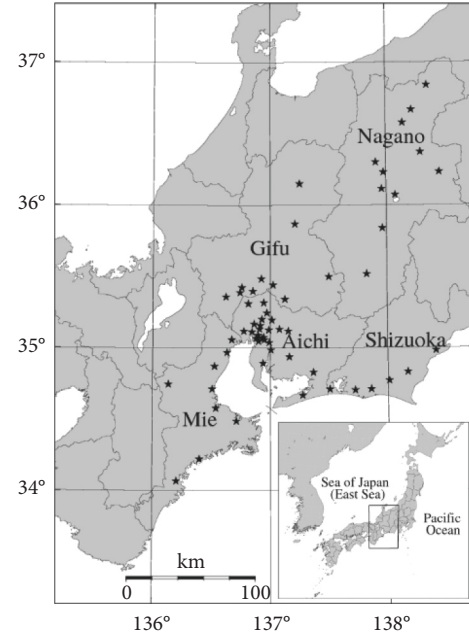 37°
Nagano
36°
Gifu
35°
Aichi
Shizuoka
Mie
34°
Sea of Japan
(East Sea)
Pacific
Ocean
km
0
100
136°
137°
138°